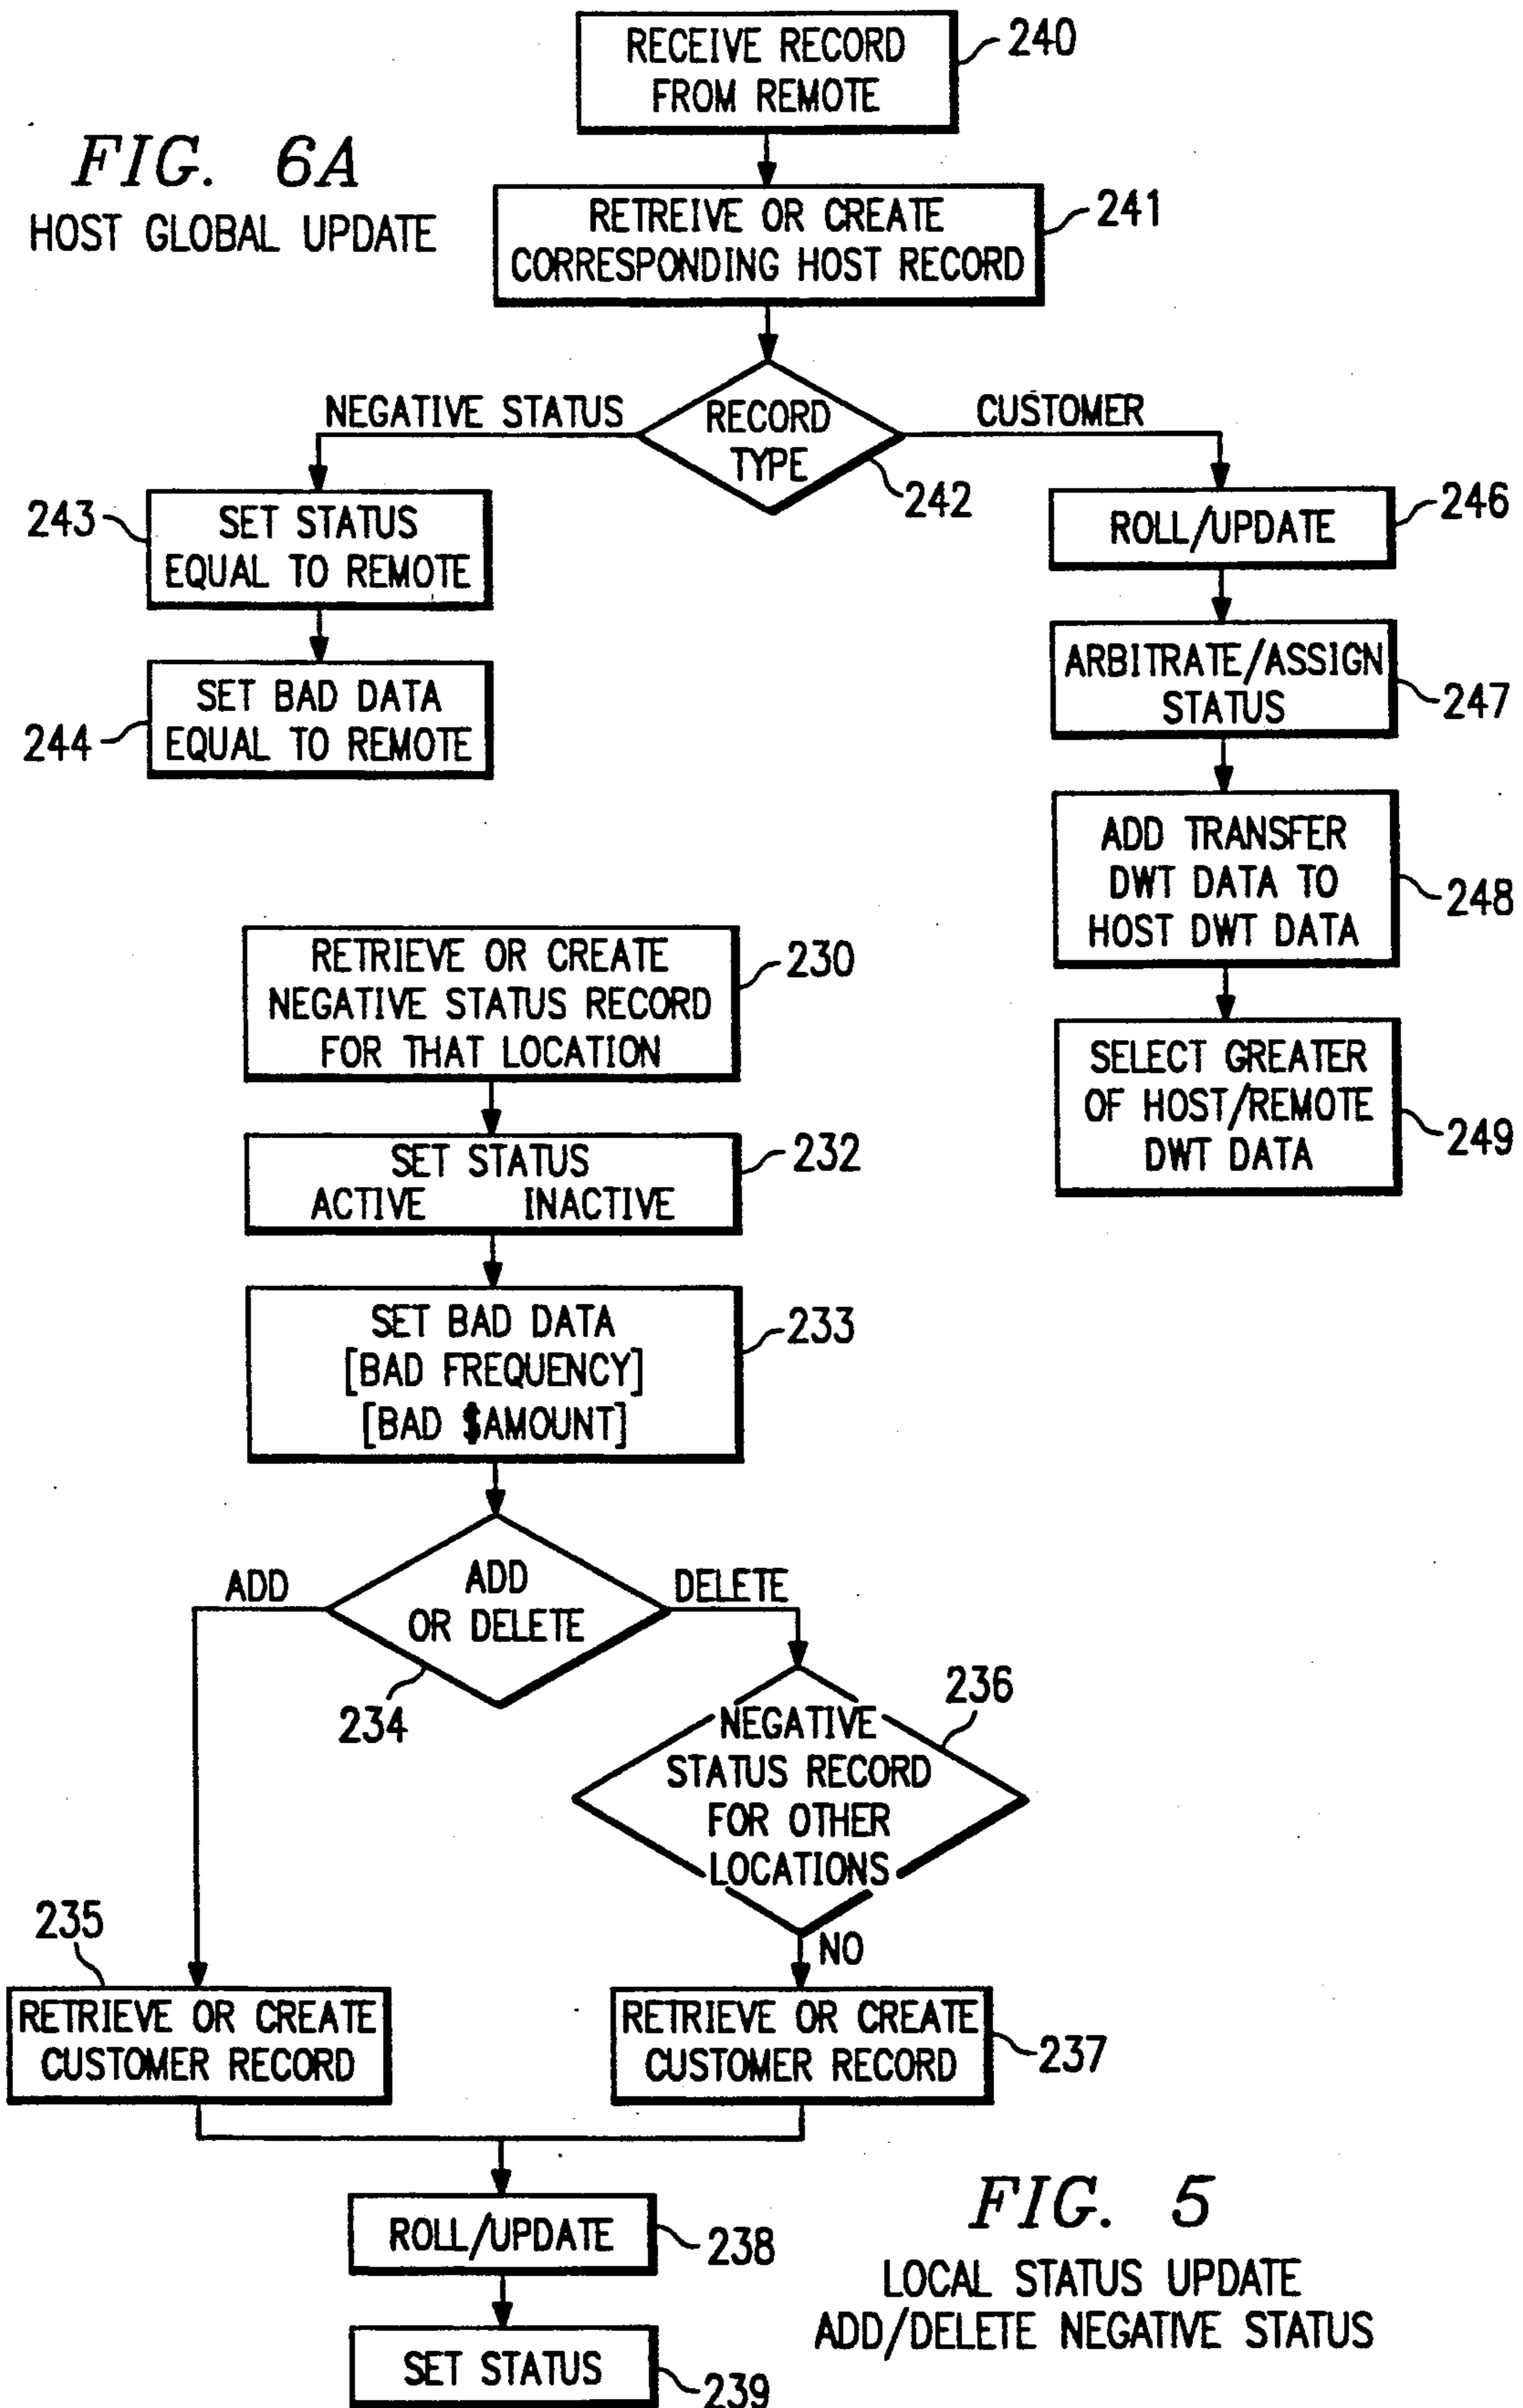 RECEIVE RECORD
FROM REMOTE
240
FIG. 6A
HOST GLOBAL UPDATE
RETREIVE OR CREATE
CORRESPONDING HOST RECORD
241
NEGATIVE STATUS
RECORD
TYPE
CUSTOMER
242
243
SET STATUS
EQUAL TO REMOTE
ROLL/UPDATE
246
244
SET BAD DATA
EQUAL TO REMOTE
ARBITRATE/ASSIGN
STATUS
247
ADD TRANSFER
DWT DATA TO
HOST DWT DATA
248
SELECT GREATER
OF HOST/REMOTE
DWT DATA
249
RETRIEVE OR CREATE
NEGATIVE STATUS RECORD
FOR THAT LOCATION
230
SET STATUS
ACTIVE INACTIVE
232
SET BAD DATA
[BAD FREQUENCY]
[BAD $AMOUNT]
233
ADD
ADD
OR DELETE
DELETE
234
NEGATIVE
STATUS RECORD
FOR OTHER
LOCATIONS
236
NO
235
RETRIEVE OR CREATE
CUSTOMER RECORD
RETRIEVE OR CREATE
CUSTOMER RECORD
237
ROLL/UPDATE
238
SET STATUS
239
FIG. 5
LOCAL STATUS UPDATE
ADD/DELETE NEGATIVE STATUS